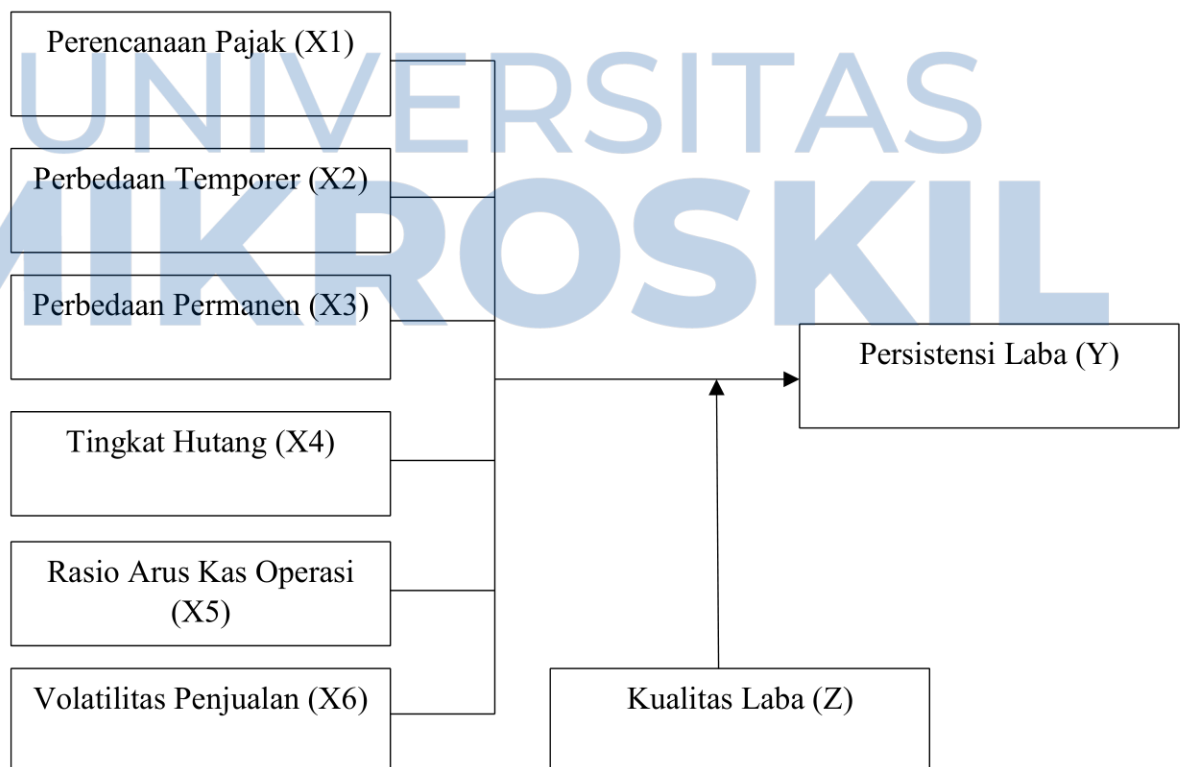 Perencanaan Pajak (X1)
UNIVERSITAS
Perbedaan Temporer (X2)
MIKROSKIL
Perbedaan Permanen (X3)
Persistensi Laba (Y)
Tingkat Hutang (X4)
Rasio Arus Kas Operasi
(X5)
Volatilitas Penjualan (X6)
Kualitas Laba (Z)